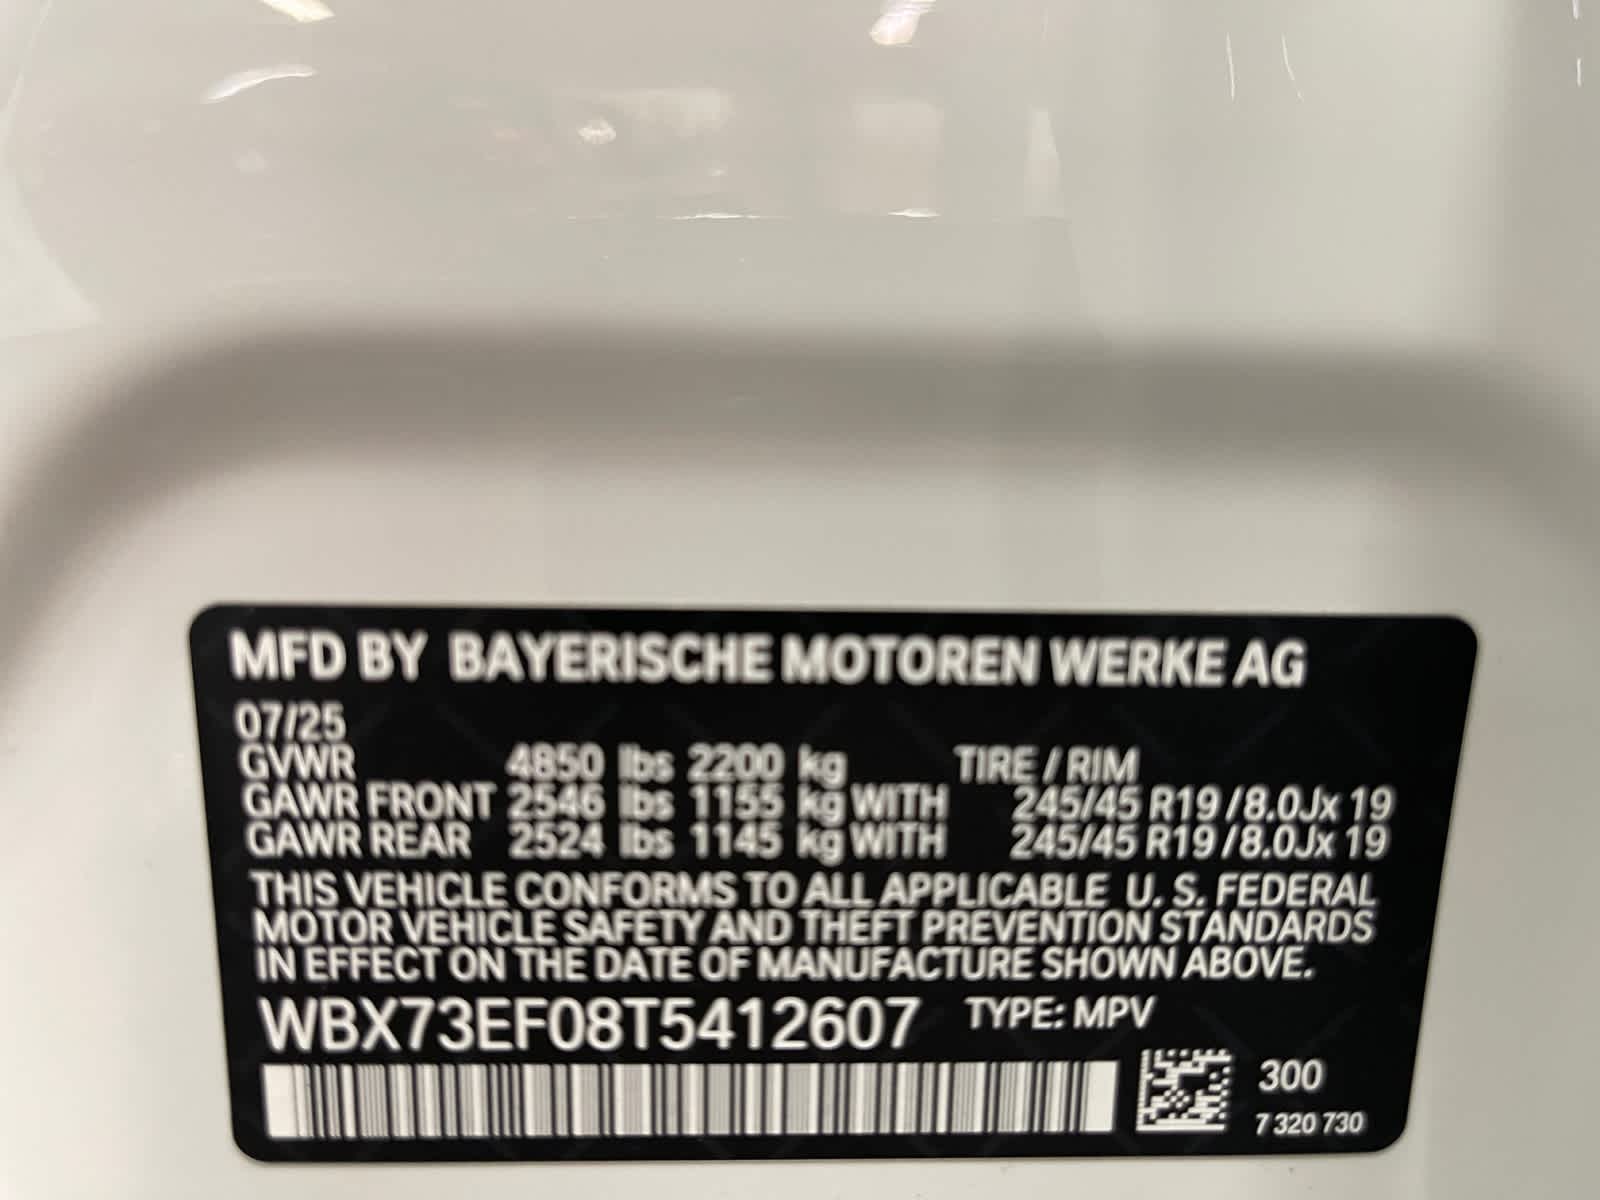 MFD BY BAYERISCHE MOTOREN WERKE AG
07/25
GVWR 4850 lbs 2200 kg TIRE / RIM
GAWR FRONT 2546 lbs 1155 kg WITH 245/45 R19 /8.0Jx 19
GAWR REAR 2524 lbs 1145 kg WITH 245/45 R19 /8.0Jx 19
THIS VEHICLE CONFORMS TO ALL APPLICABLE U. S. FEDERAL
MOTOR VEHICLE SAFETY AND THEFT PREVENTION STANDARDS
IN EFFECT ON THE DATE OF MANUFACTURE SHOWN ABOVE.
WBX73EF08T5412607 TYPE: MPV
300
7 320 730